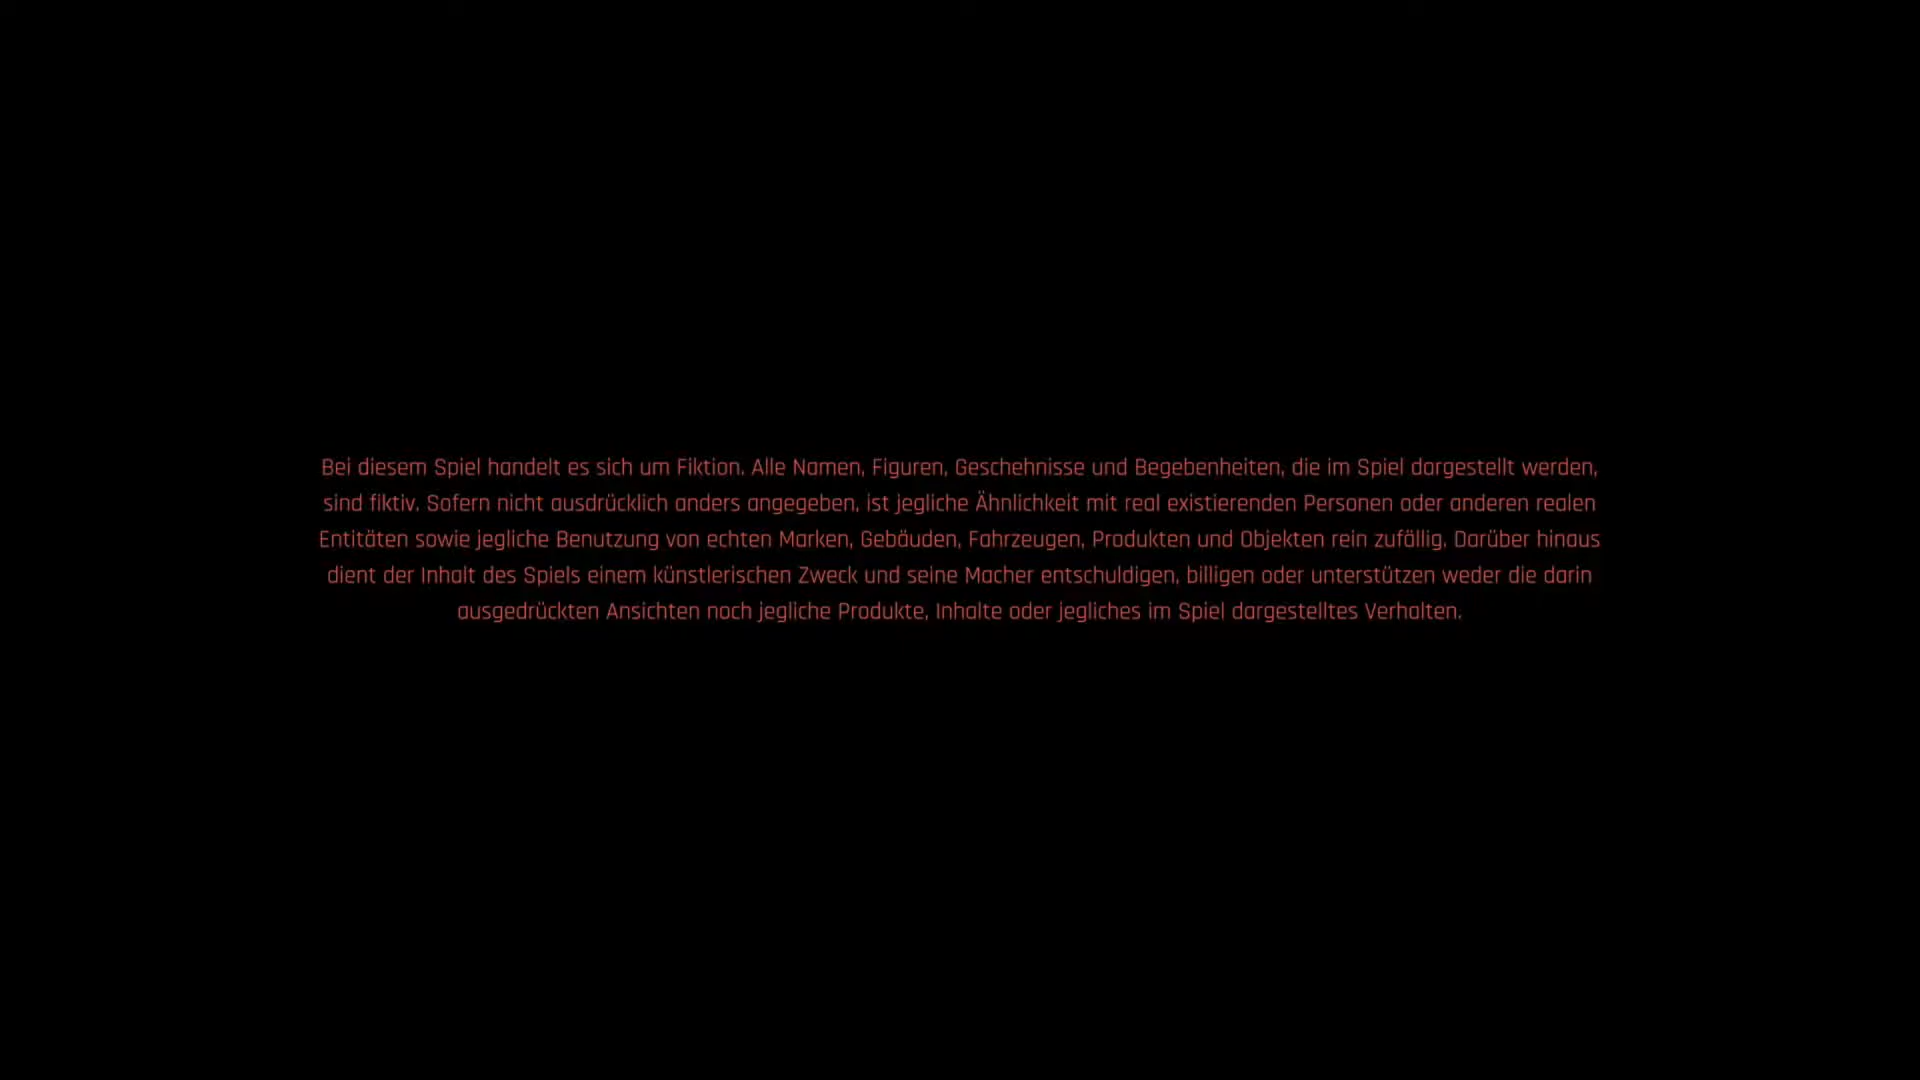 Bei diesem Spiel handelt es sich um Fiktion. Alle Namen, Figuren, Geschehnisse und Begebenheiten, die im Spiel dargestellt werden,
sind fiktiv. Sofern nicht ausdrücklich anders angegeben, ist jegliche Ähnlichkeit mit real existierenden Personen oder anderen realen
Entitäten sowie jegliche Benutzung von echten Marken, Gebäuden, Fahrzeugen, Produkten und Objekten rein zufällig. Darüber hinaus
dient der Inhalt des Spiels einem künstlerischen Zweck und seine Macher entschuldigen, billigen oder unterstützen weder die darin
ausgedrückten Ansichten noch jegliche Produkte, Inhalte oder jegliches im Spiel dargestelltes Verhalten.